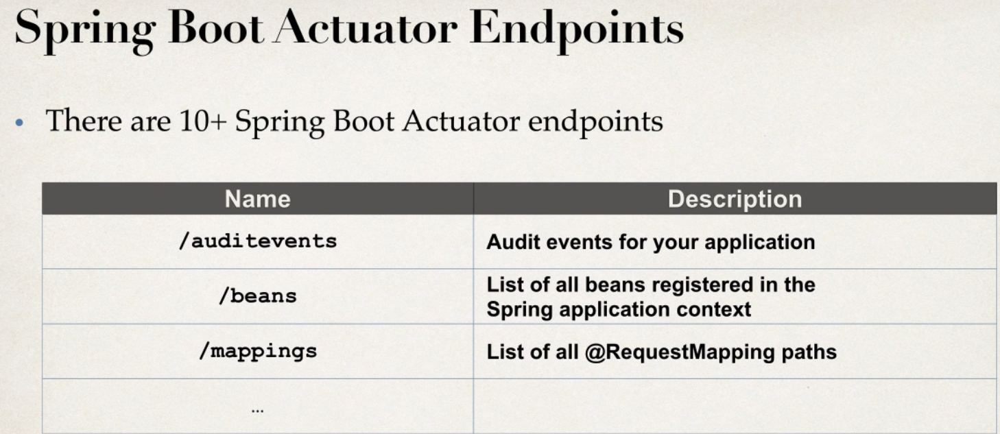 Spring Boot Actuator Endpoints
• There are 10+ Spring Boot Actuator endpoints
Name Description
/auditevents Audit events for your application
/beans List of all beans registered in the
Spring application context
/mappings List of all @RequestMapping paths
...